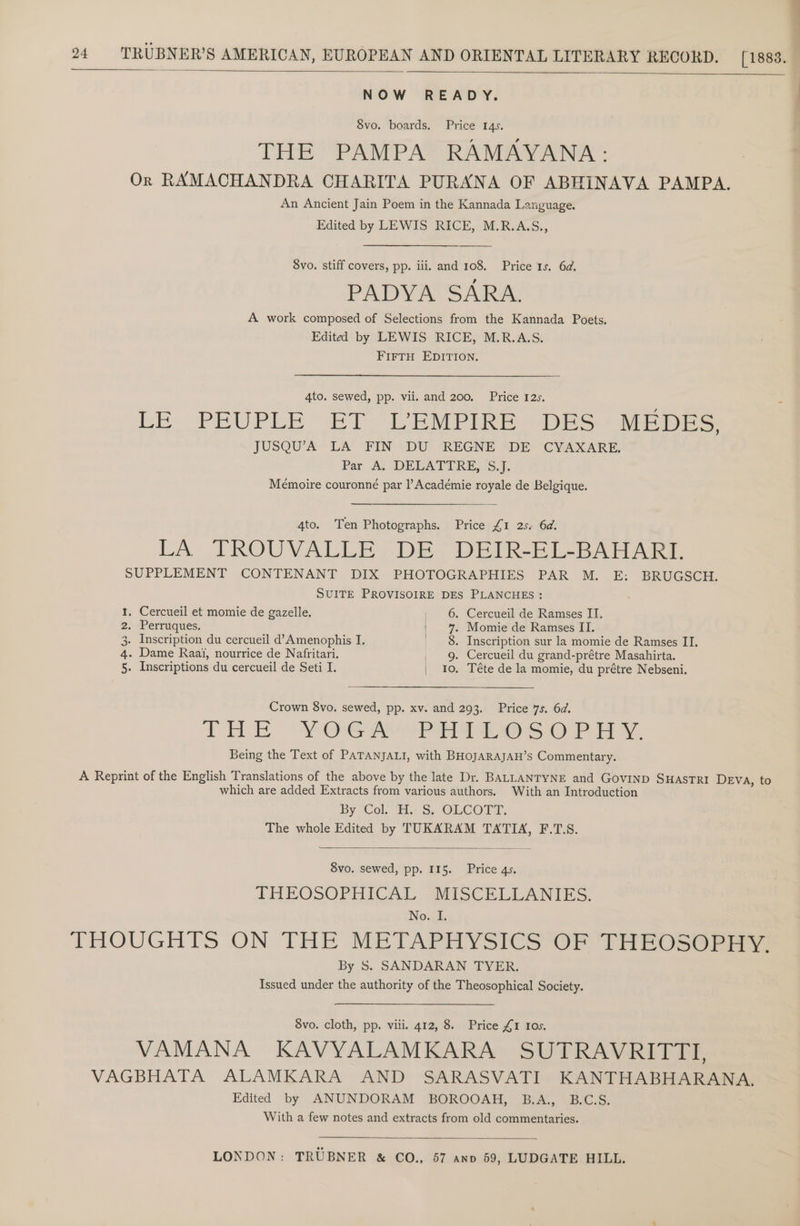 24 TRÜBNER'S AMERICAN, EUROPEAN AND ORIENTAL LITERARY RECORD. [1883.
NOW READY.
8vo. boards. Price 14s.
THE PAMPA RÁMÁYANA:
Or RÁMACHANDRA CHARITA PURÁNA OF ABHINAVA PAMPA.
An Ancient Jain Poem in the Kannada Language.
Edited by LEWIS RICE, M.R.A.S.,
8vo. stiff covers, pp. iii. and 108. Price 1s. 6d.
PADYA SÁRA.
A work composed of Selections from the Kannada Poets.
Edited by LEWIS RICE, M.R.A.S.
FIFTH EDITION.
4to. sewed, pp. vii. and 200. Price 12s.
LE PEUPLE ET L'EMPIRE DES MÈDES,
JUSQU'A LA FIN DU REGNE DE CYAXARE.
Par A. DELATTRE, S.J.
Mémoire couronné par l'Académie royale de Belgique.
4to. Ten Photographs. Price £1 2s. 6d.
LA TROUVALLE DE DEIR-EL-BAHARI.
SUPPLEMENT CONTENANT DIX PHOTOGRAPHIES PAR M. E: BRUGSCH.
SUITE PROVISOIRE DES PLANCHES:
1. Cercueil et momie de gazelle.
2. Perruques.
3. Inscription du cercueil d'Amenophis I.
4. Dame Raaï, nourrice de Nafritari.
5. Inscriptions du cercueil de Seti I.
6. Cercueil de Ramses II.
7. Momie de Ramses II.
8. Inscription sur la momie de Ramses II.
9. Cercueil du grand-prétre Masahirta.
10. Téte de la momie, du prétre Nebseni.
Crown 8vo. sewed, pp. xv. and 293. Price 7s. 6d.
THE YOGA PHILOSOPHY.
Being the Text of PATANJALI, with BHOJARAJAH'S Commentary.
A Reprint of the English Translations of the above by the late Dr. BALLANTYNE and GOVIND SHASTRI DEVA, to
which are added Extracts from various authors. With an Introduction
By Col. H. S. OLCOTT.
The whole Edited by TUKÁRÁM TATIÁ, F.T.S.
8vo. sewed, pp. 115. Price 4s.
THEOSOPHICAL MISCELLANIES.
No. I.
THOUGHTS ON THE METAPHYSICS OF THEOSOPHY.
By S. SANDARAN TYER.
Issued under the authority of the Theosophical Society.
8vo. cloth, pp. viii. 412, 8. Price £1 10s.
VAMANA KAVYALAMKARA SUTRAVRITTI,
VAGBHATA ALAMKARA AND SARASVATI KANTHABHARANA.
Edited by ANUNDORAM BOROOAH, B.A., B.C.S.
With a few notes and extracts from old commentaries.
LONDON: TRÜBNER & CO., 57 AND 59, LUDGATE HILL.